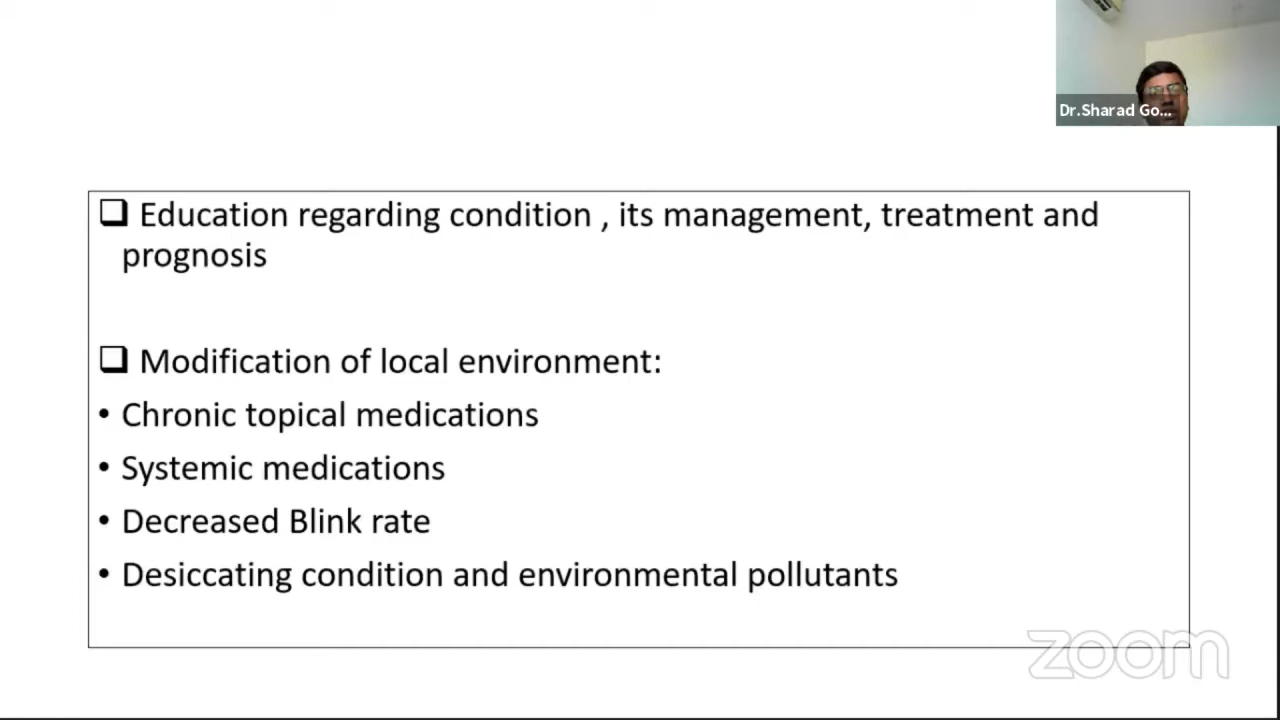 Dr.Sharad Go...
❑ Education regarding condition , its management, treatment and
prognosis
❑ Modification of local environment:
• Chronic topical medications
• Systemic medications
• Decreased Blink rate
• Desiccating condition and environmental pollutants
zoom